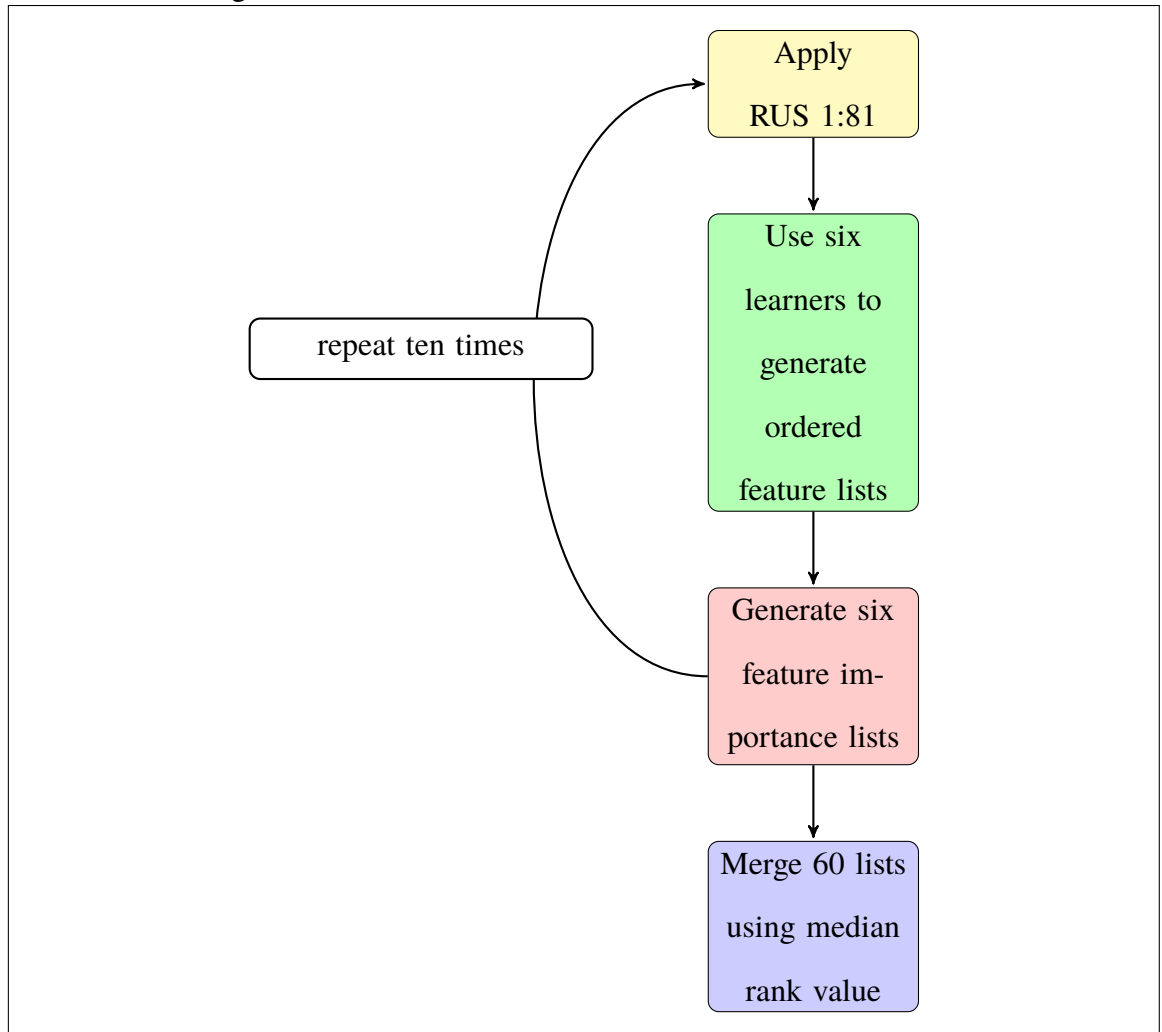 Apply
RUS 1:81
Use six
learners to
generate
ordered
feature lists
repeat ten times
Generate six
feature im-
portance lists
Merge 60 lists
using median
rank value